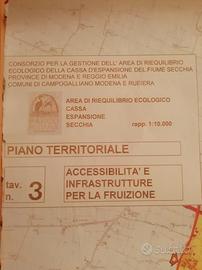 CONSORZIO PER LA GESTIONE DELL' AREA DI RIEQUILIBRIO
ECOLOGICO DELLA CASSA D'ESPANSIONE DEL FIUME SECCHIA
PROVINCE DI MODENA E REGGIO EMILIA
COMUNI DI CAMPOGALLIANO MODENA E RUBIERA
AREA DI RIEQUILIBRIO ECOLOGICO
CASSA
ESPANSIONE
SECCHIA
rapp. 1:10.000
PIANO TERRITORIALE
tav.
n.
3
ACCESSIBILITA' E
INFRASTRUTTURE
PER LA FRUIZIONE
subito